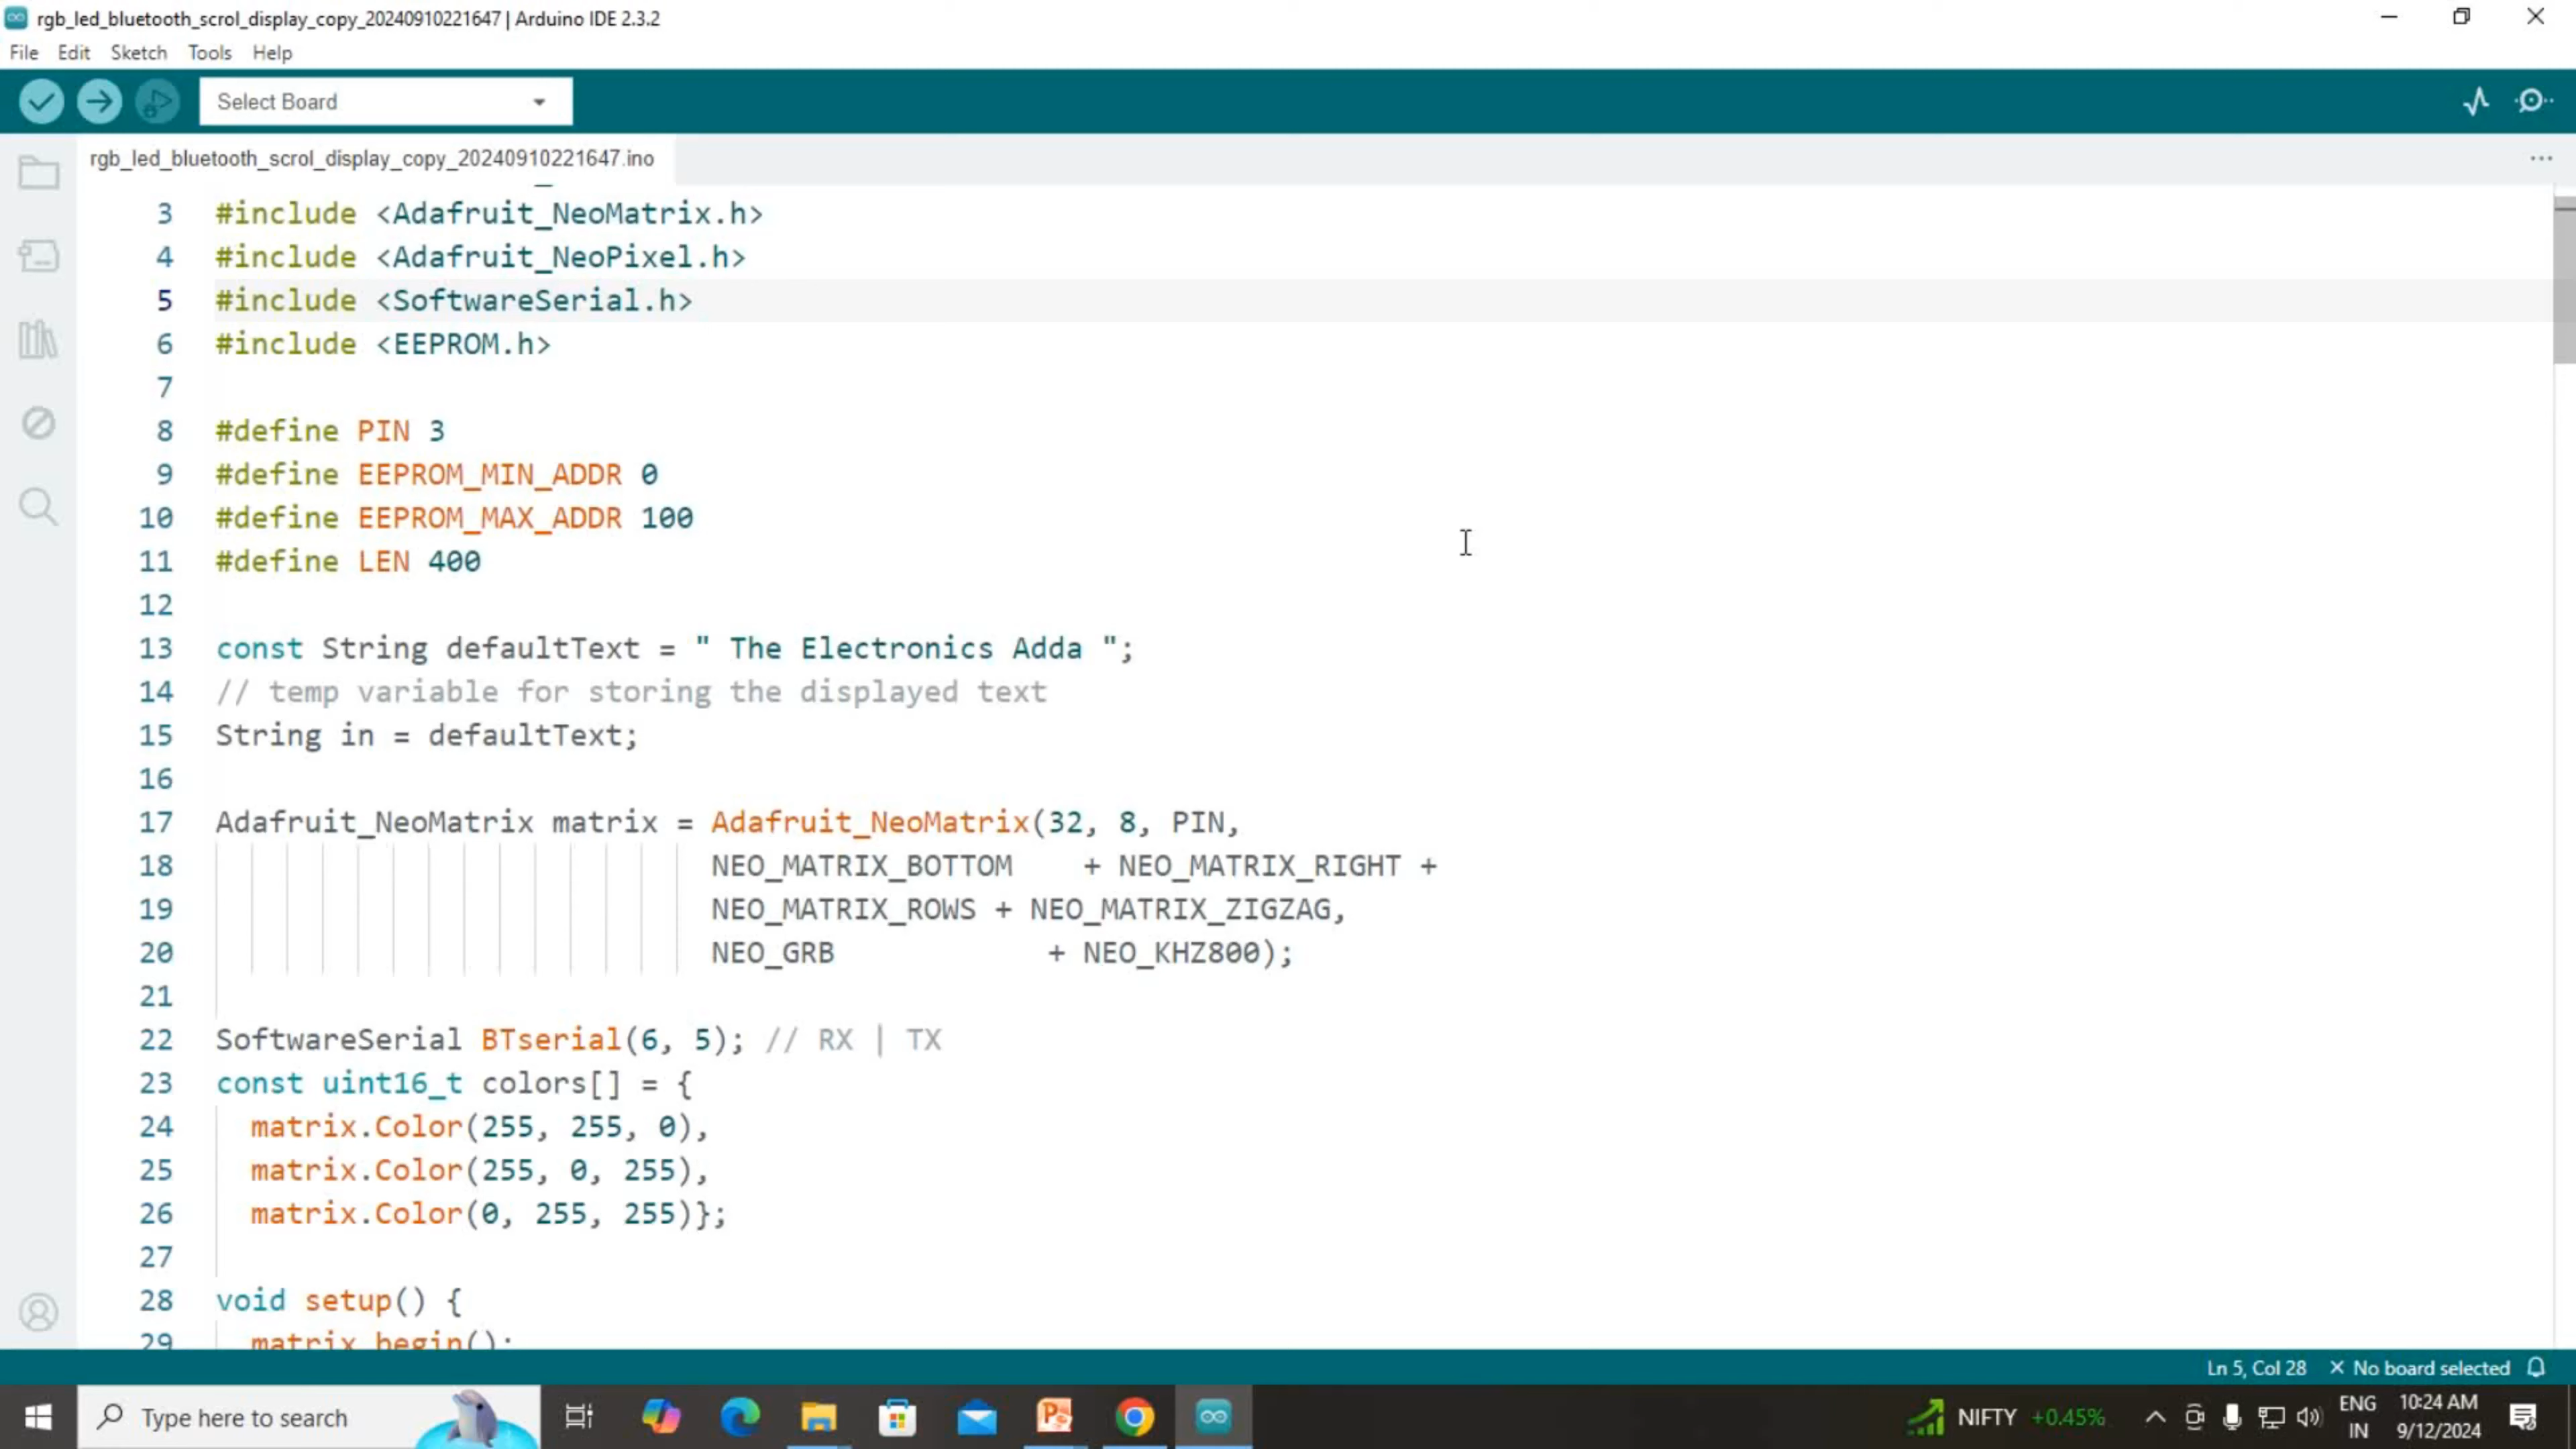 rgb_led_bluetooth_scrol_display_copy_20240910221647 | Arduino IDE 2.3.2
File Edit Sketch Tools Help
Select Board
rgb_led_bluetooth_scrol_display_copy_20240910221647.ino
3 #include <Adafruit_NeoMatrix.h>
4 #include <Adafruit_NeoPixel.h>
5 #include <SoftwareSerial.h>
6 #include <EEPROM.h>
7
8 #define PIN 3
9 #define EEPROM_MIN_ADDR 0
10 #define EEPROM_MAX_ADDR 100
11 #define LEN 400
12
13 const String defaultText = " The Electronics Adda ";
14 // temp variable for storing the displayed text
15 String in = defaultText;
16
17 Adafruit_NeoMatrix matrix = Adafruit_NeoMatrix(32, 8, PIN,
18 NEO_MATRIX_BOTTOM + NEO_MATRIX_RIGHT +
19 NEO_MATRIX_ROWS + NEO_MATRIX_ZIGZAG,
20 NEO_GRB + NEO_KHZ800);
21
22 SoftwareSerial BTserial(6, 5); // RX | TX
23 const uint16_t colors[] = {
24 matrix.Color(255, 255, 0),
25 matrix.Color(255, 0, 255),
26 matrix.Color(0, 255, 255)};
27
28 void setup() {
29 matrix.begin();
Ln 5, Col 28 × No board selected
Type here to search
NIFTY +0.45%
ENG
IN
10:24 AM
9/12/2024